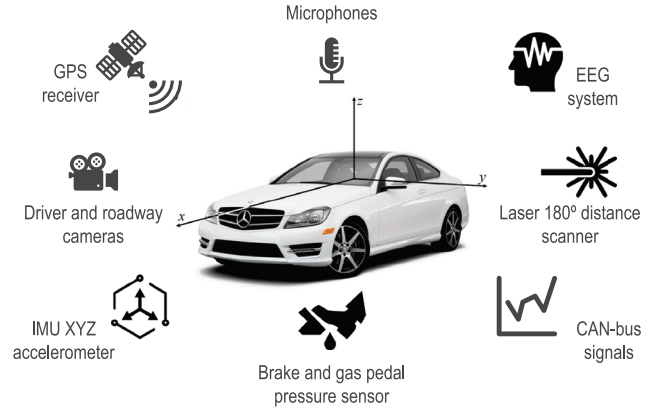 Microphones
GPS
receiver
EEG
system
z
y
x
Driver and roadway
cameras
Laser 180º distance
scanner
IMU XYZ
accelerometer
CAN-bus
signals
Brake and gas pedal
pressure sensor